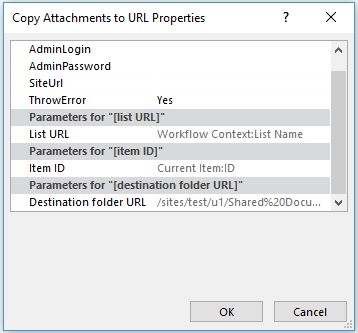 Copy Attachments to URL Properties
AdminLogin
AdminPassword
SiteUrl
ThrowError Yes
Parameters for "[list URL]"
List URL Workflow Context:List Name
Parameters for "[item ID]"
Item ID Current Item:ID
Parameters for "[destination folder URL]"
Destination folder URL /sites/test/u1/Shared%20Docu...
OK Cancel